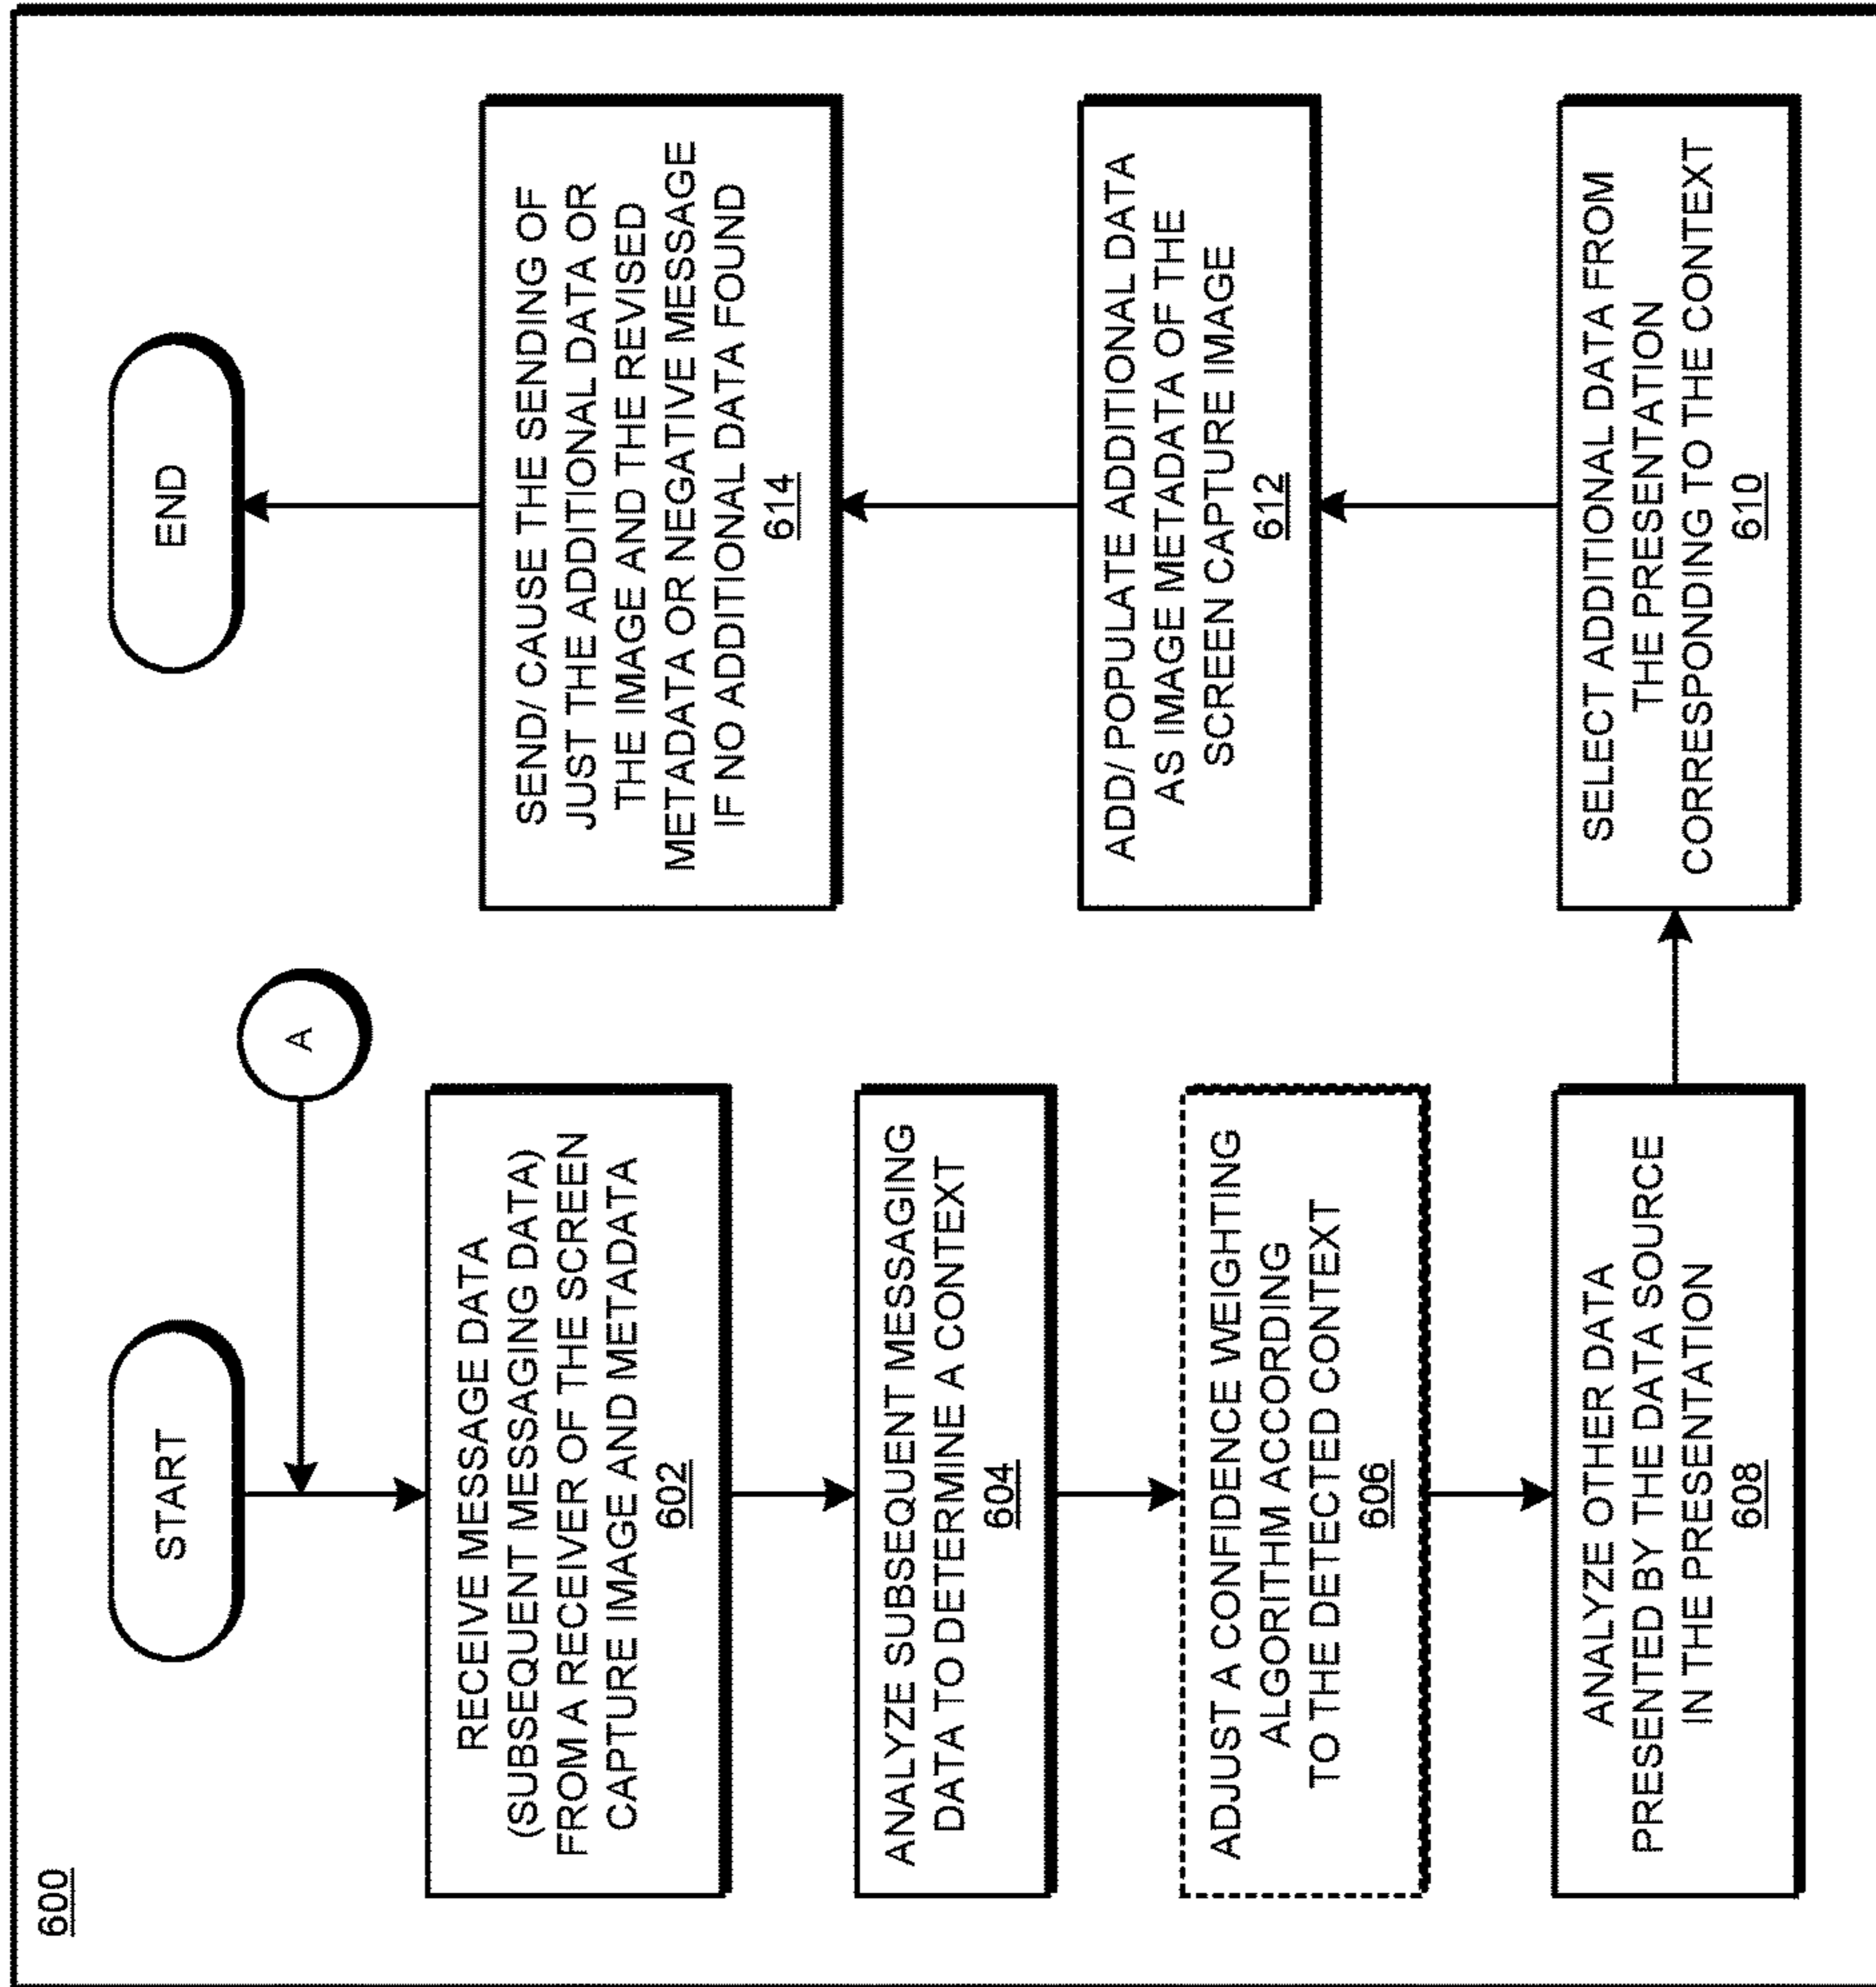 600
START
A
RECEIVE MESSAGE DATA
(SUBSEQUENT MESSAGING DATA)
FROM A RECEIVER OF THE SCREEN
CAPTURE IMAGE AND METADATA
602
ANALYZE SUBSEQUENT MESSAGING
DATA TO DETERMINE A CONTEXT
604
ADJUST A CONFIDENCE WEIGHTING
ALGORITHM ACCORDING
TO THE DETECTED CONTEXT
606
ANALYZE OTHER DATA
PRESENTED BY THE DATA SOURCE
IN THE PRESENTATION
608
SELECT ADDITIONAL DATA FROM
THE PRESENTATION
CORRESPONDING TO THE CONTEXT
610
ADD/ POPULATE ADDITIONAL DATA
AS IMAGE METADATA OF THE
SCREEN CAPTURE IMAGE
612
SEND/ CAUSE THE SENDING OF
JUST THE ADDITIONAL DATA OR
THE IMAGE AND THE REVISED
METADATA OR NEGATIVE MESSAGE
IF NO ADDITIONAL DATA FOUND
614
END